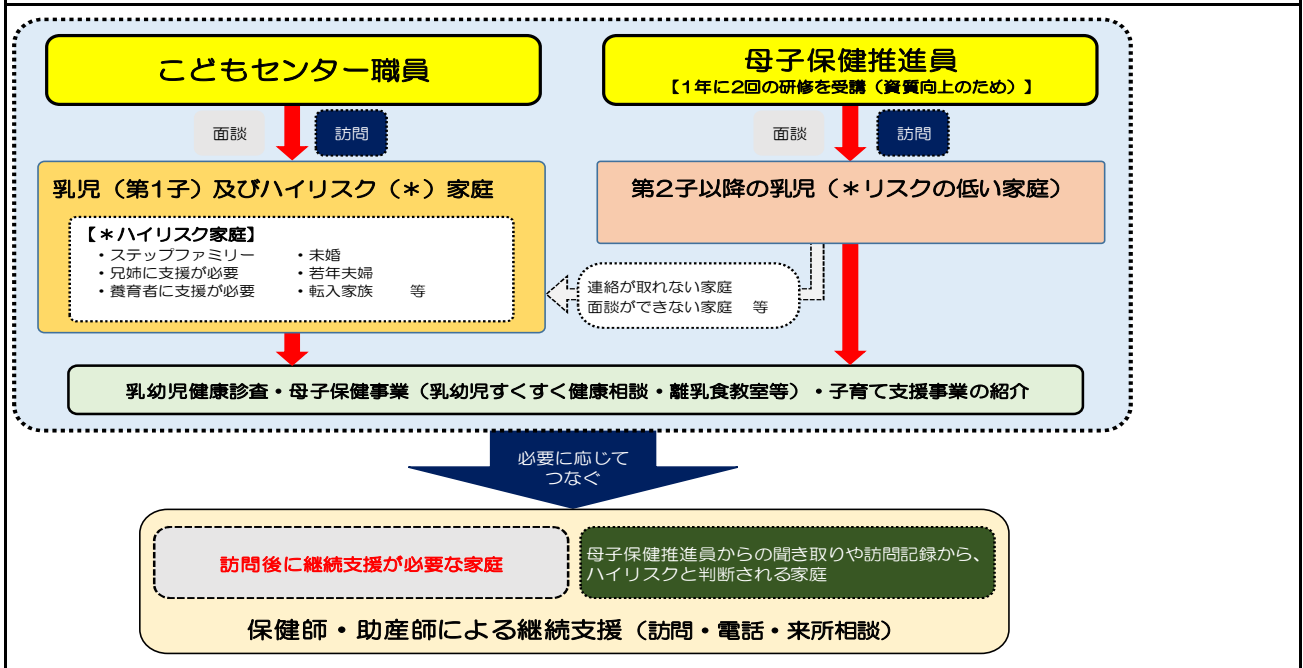 こどもセンター職員
母子保健推進員
【1年に2回の研修を受講（資質向上のため）】
面談
訪問
面談
訪問
乳児（第1子）及びハイリスク（＊）家庭
【＊ハイリスク家庭】
・ステップファミリー　・未婚
・兄姉に支援が必要　・若年夫婦
・養育者に支援が必要　・転入家族　等
第2子以降の乳児（＊リスクの低い家庭）
連絡が取れない家庭
面談ができない家庭　等
乳幼児健康診査・母子保健事業（乳幼児すくすく健康相談・離乳食教室等）・子育て支援事業の紹介
必要に応じて
つなぐ
訪問後に継続支援が必要な家庭
母子保健推進員からの聞き取りや訪問記録から、
ハイリスクと判断される家庭
保健師・助産師による継続支援（訪問・電話・来所相談）